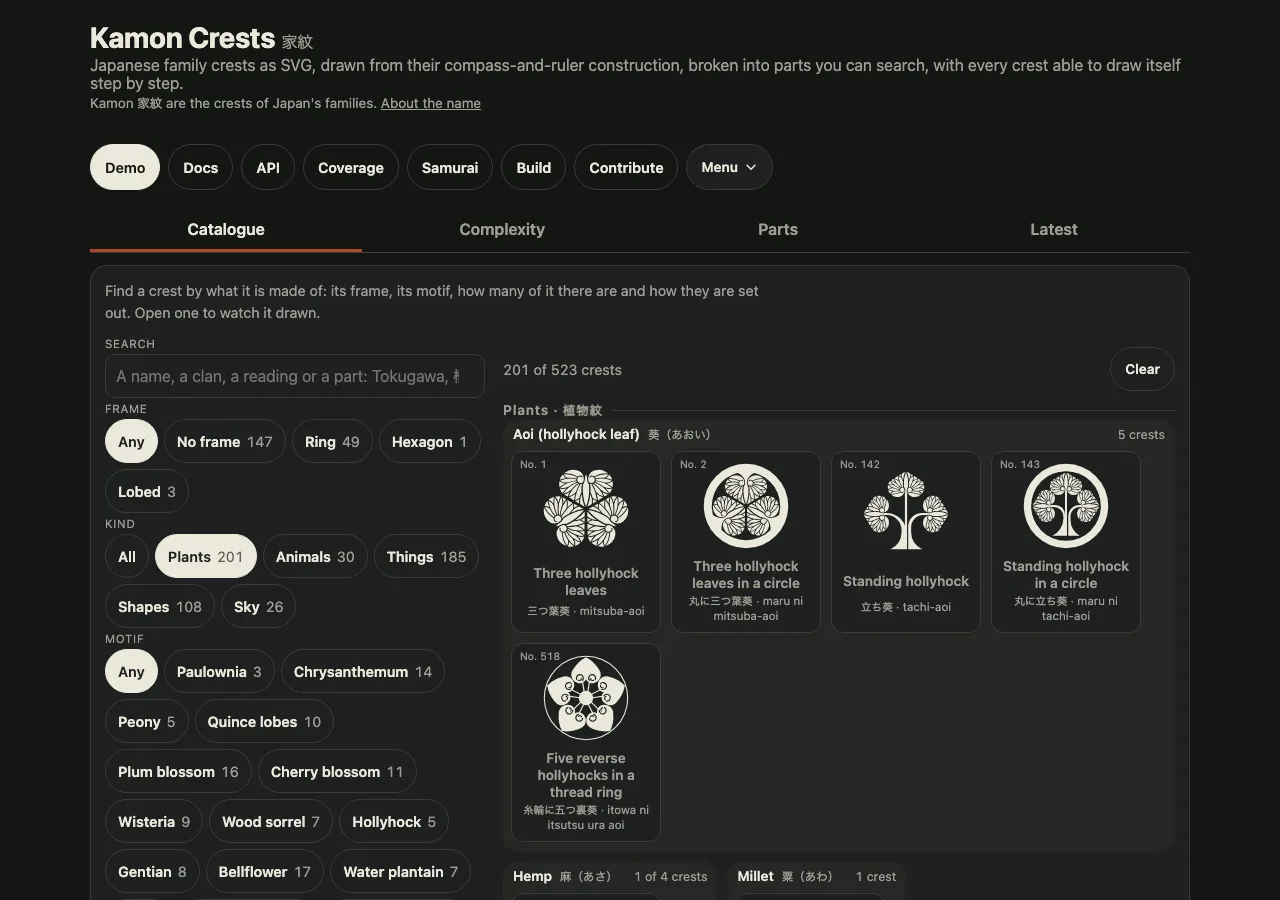 Kamon Crests 家紋
Japanese family crests as SVG, drawn from their compass-and-ruler construction, broken into parts you can search, with every crest able to draw itself
step by step.
Kamon 家紋 are the crests of Japan's families. About the name
Demo
Docs
API
Coverage
Samurai
Build
Contribute
Menu
Catalogue
Complexity
Parts
Latest
Find a crest by what it is made of: its frame, its motif, how many of it there are and how they are set
out. Open one to watch it drawn.
SEARCH
A name, a clan, a reading or a part: Tokugawa,
FRAME
Any
No frame 147
Ring 49
Hexagon 1
Lobed 3
KIND
All
Plants 201
Animals 30
Things 185
Shapes 108
Sky 26
MOTIF
Any
Paulownia 3
Chrysanthemum 14
Peony 5
Quince lobes 10
Plum blossom 16
Cherry blossom 11
Wisteria 9
Wood sorrel 7
Hollyhock 5
Gentian 8
Bellflower 17
Water plantain 7
201 of 523 crests
Clear
Plants · 植物紋
Aoi (hollyhock leaf) 葵（あおい）
5 crests
No. 1
Three hollyhock
leaves
三つ葉葵 · mitsuba-aoi
No. 2
Three hollyhock
leaves in a circle
丸に三つ葉葵 · maru ni
mitsuba-aoi
No. 142
Standing hollyhock
立ち葵 · tachi-aoi
No. 143
Standing hollyhock
in a circle
丸に立ち葵 · maru ni
tachi-aoi
No. 518
Five reverse
hollyhocks in a
thread ring
糸輪に五つ裏葵 · itowa ni
itsutsu ura aoi
Hemp 麻（あさ） 1 of 4 crests
Millet 粟（あわ） 1 crest